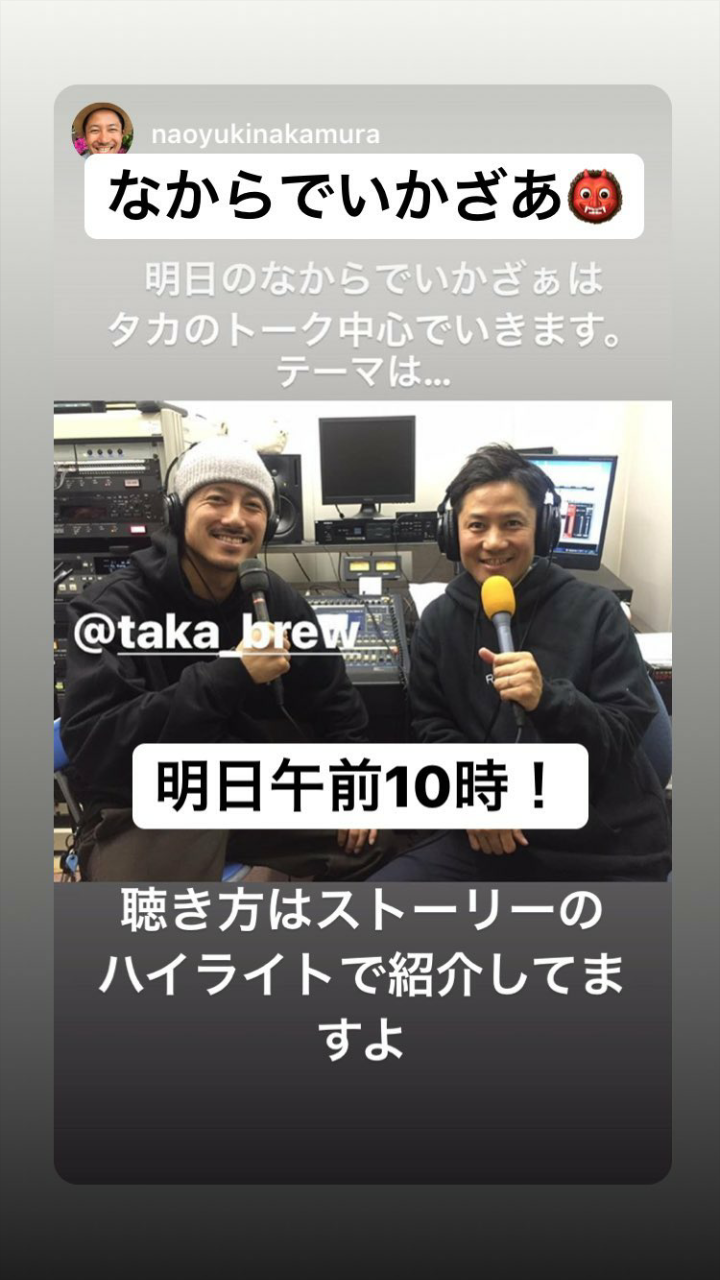 naoyukinakamura
なからでいかざあ👹
明日のなからでいかざぁは
タカのトーク中心でいきます。
テーマは...
@taka_brew
明日午前10時！
聴き方はストーリーの
ハイライトで紹介してま
すよ